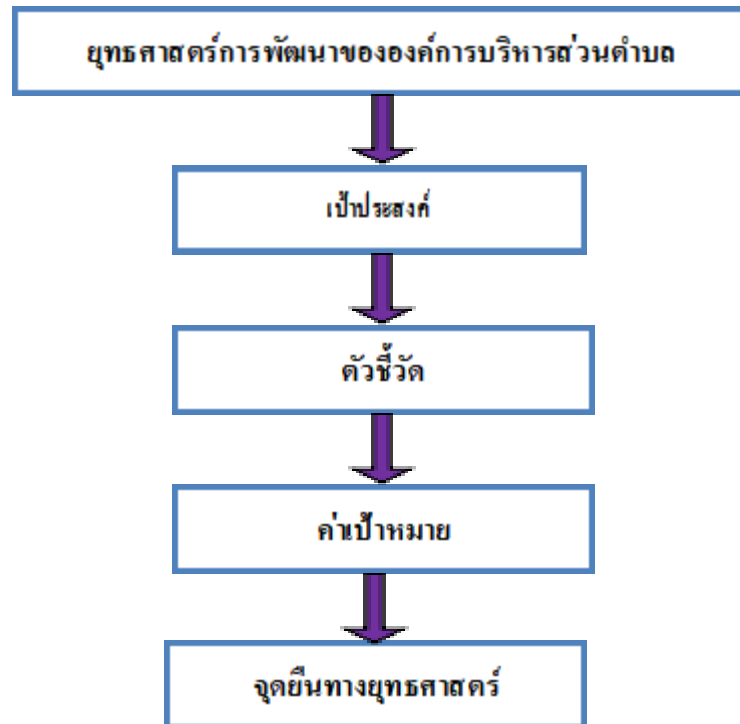 ยุทธศาสตร์การพัฒนาขององค์การบริหารส่วนตำบล
เป้าประสงค์
ตัวชี้วัด
ค่าเป้าหมาย
จุดยืนทางยุทธศาสตร์